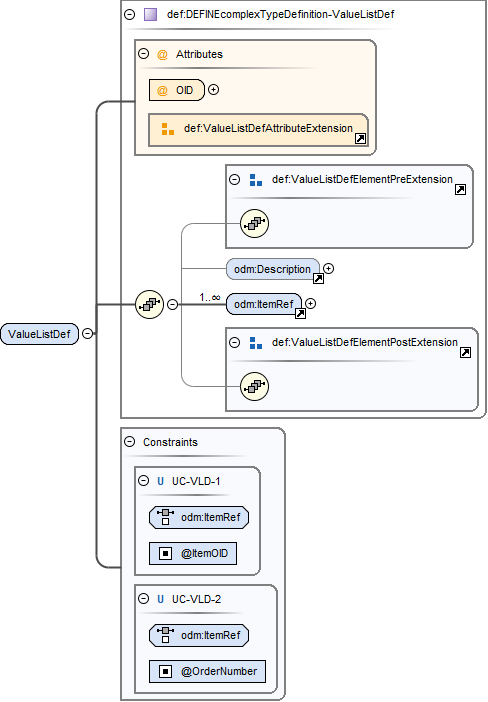 def:DEFINEcomplexTypeDefinition-ValueListDef
@ Attributes
@ OID
def:ValueListDefAttributeExtension
def:ValueListDefElementPreExtension
odm:Description
1..∞
odm:ItemRef
ValueListDef
def:ValueListDefElementPostExtension
Constraints
U UC-VLD-1
odm:ItemRef
@ItemOID
U UC-VLD-2
odm:ItemRef
@OrderNumber